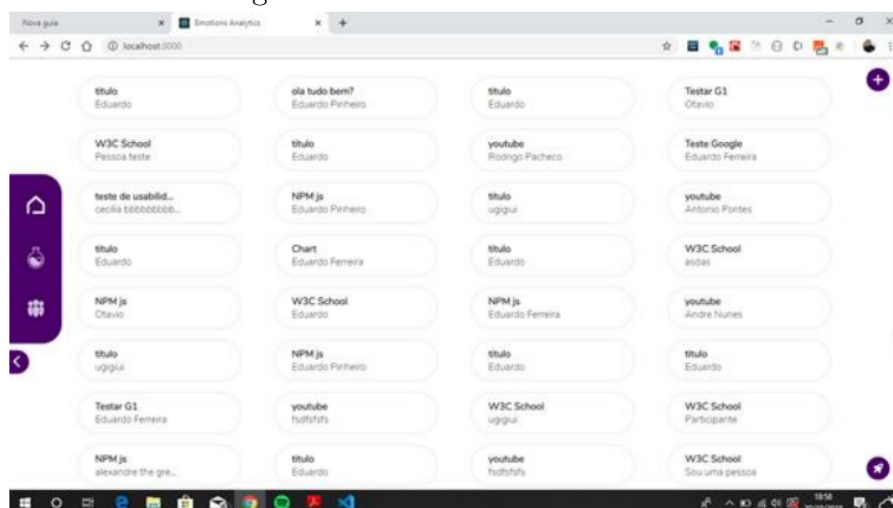 Nova guia
Emotions Analytics
localhost:3000
titulo
Eduardo
ola tudo bem?
Eduardo Pinheiro
titulo
Eduardo
Testar G1
Otavio
W3C School
Pessoa teste
titulo
Eduardo
youtube
Rodrigo Pacheco
Teste Google
Eduardo Ferreira
teste de usabilid...
cecilia bbbbbbbbb...
NPM js
Eduardo Pinheiro
titulo
ugigiui
youtube
Antonio Pontes
titulo
Eduardo
Chart
Eduardo Ferreira
titulo
Eduardo
W3C School
asdas
NPM js
Otavio
W3C School
Eduardo
NPM js
Eduardo Ferreira
youtube
Andre Nunes
titulo
ugigiui
NPM js
Eduardo Pinheiro
titulo
Eduardo
titulo
Eduardo
Testar G1
Eduardo Ferreira
youtube
fsdfsfsfs
W3C School
ugigiui
W3C School
Participante
NPM js
alexandre the gre...
titulo
Eduardo
youtube
fsdfsfsfs
W3C School
Sou uma pessoa
18:58